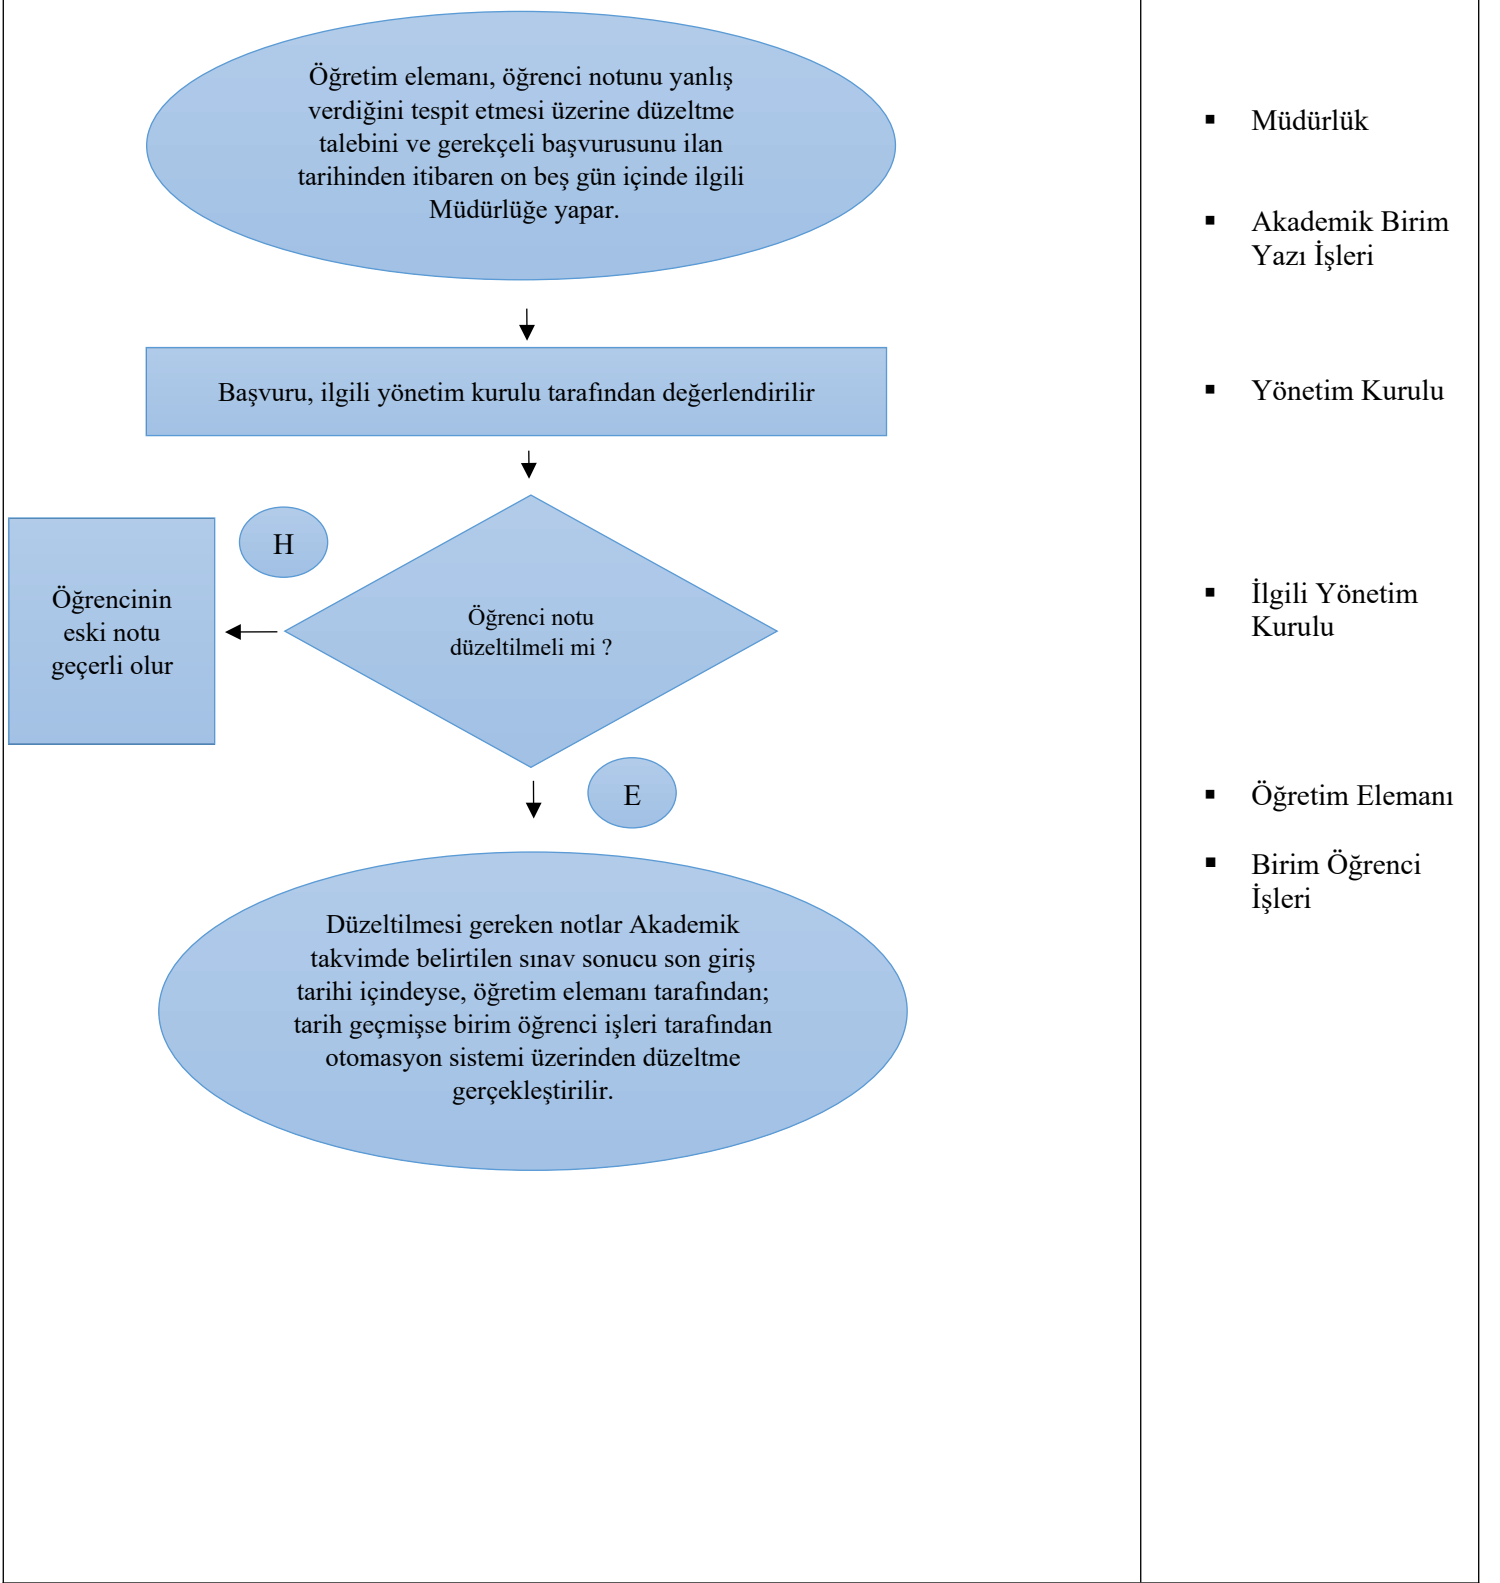 Öğretim elemanı, öğrenci notunu yanlış
verdiğini tespit etmesi üzerine düzeltme
talebini ve gerekçeli başvurusunu ilan
tarihinden itibaren on beş gün içinde ilgili
Müdürlüğe yapar.
Başvuru, ilgili yönetim kurulu tarafından değerlendirilir
H
Öğrencinin
eski notu
geçerli olur
Öğrenci notu
düzeltilmeli mi ?
E
Düzeltilmesi gereken notlar Akademik
takvimde belirtilen sınav sonucu son giriş
tarihi içindeyse, öğretim elemanı tarafından;
tarih geçmişse birim öğrenci işleri tarafından
otomasyon sistemi üzerinden düzeltme
gerçekleştirilir.
▪ Müdürlük
▪ Akademik Birim
Yazı İşleri
▪ Yönetim Kurulu
▪ İlgili Yönetim
Kurulu
▪ Öğretim Elemanı
▪ Birim Öğrenci
İşleri